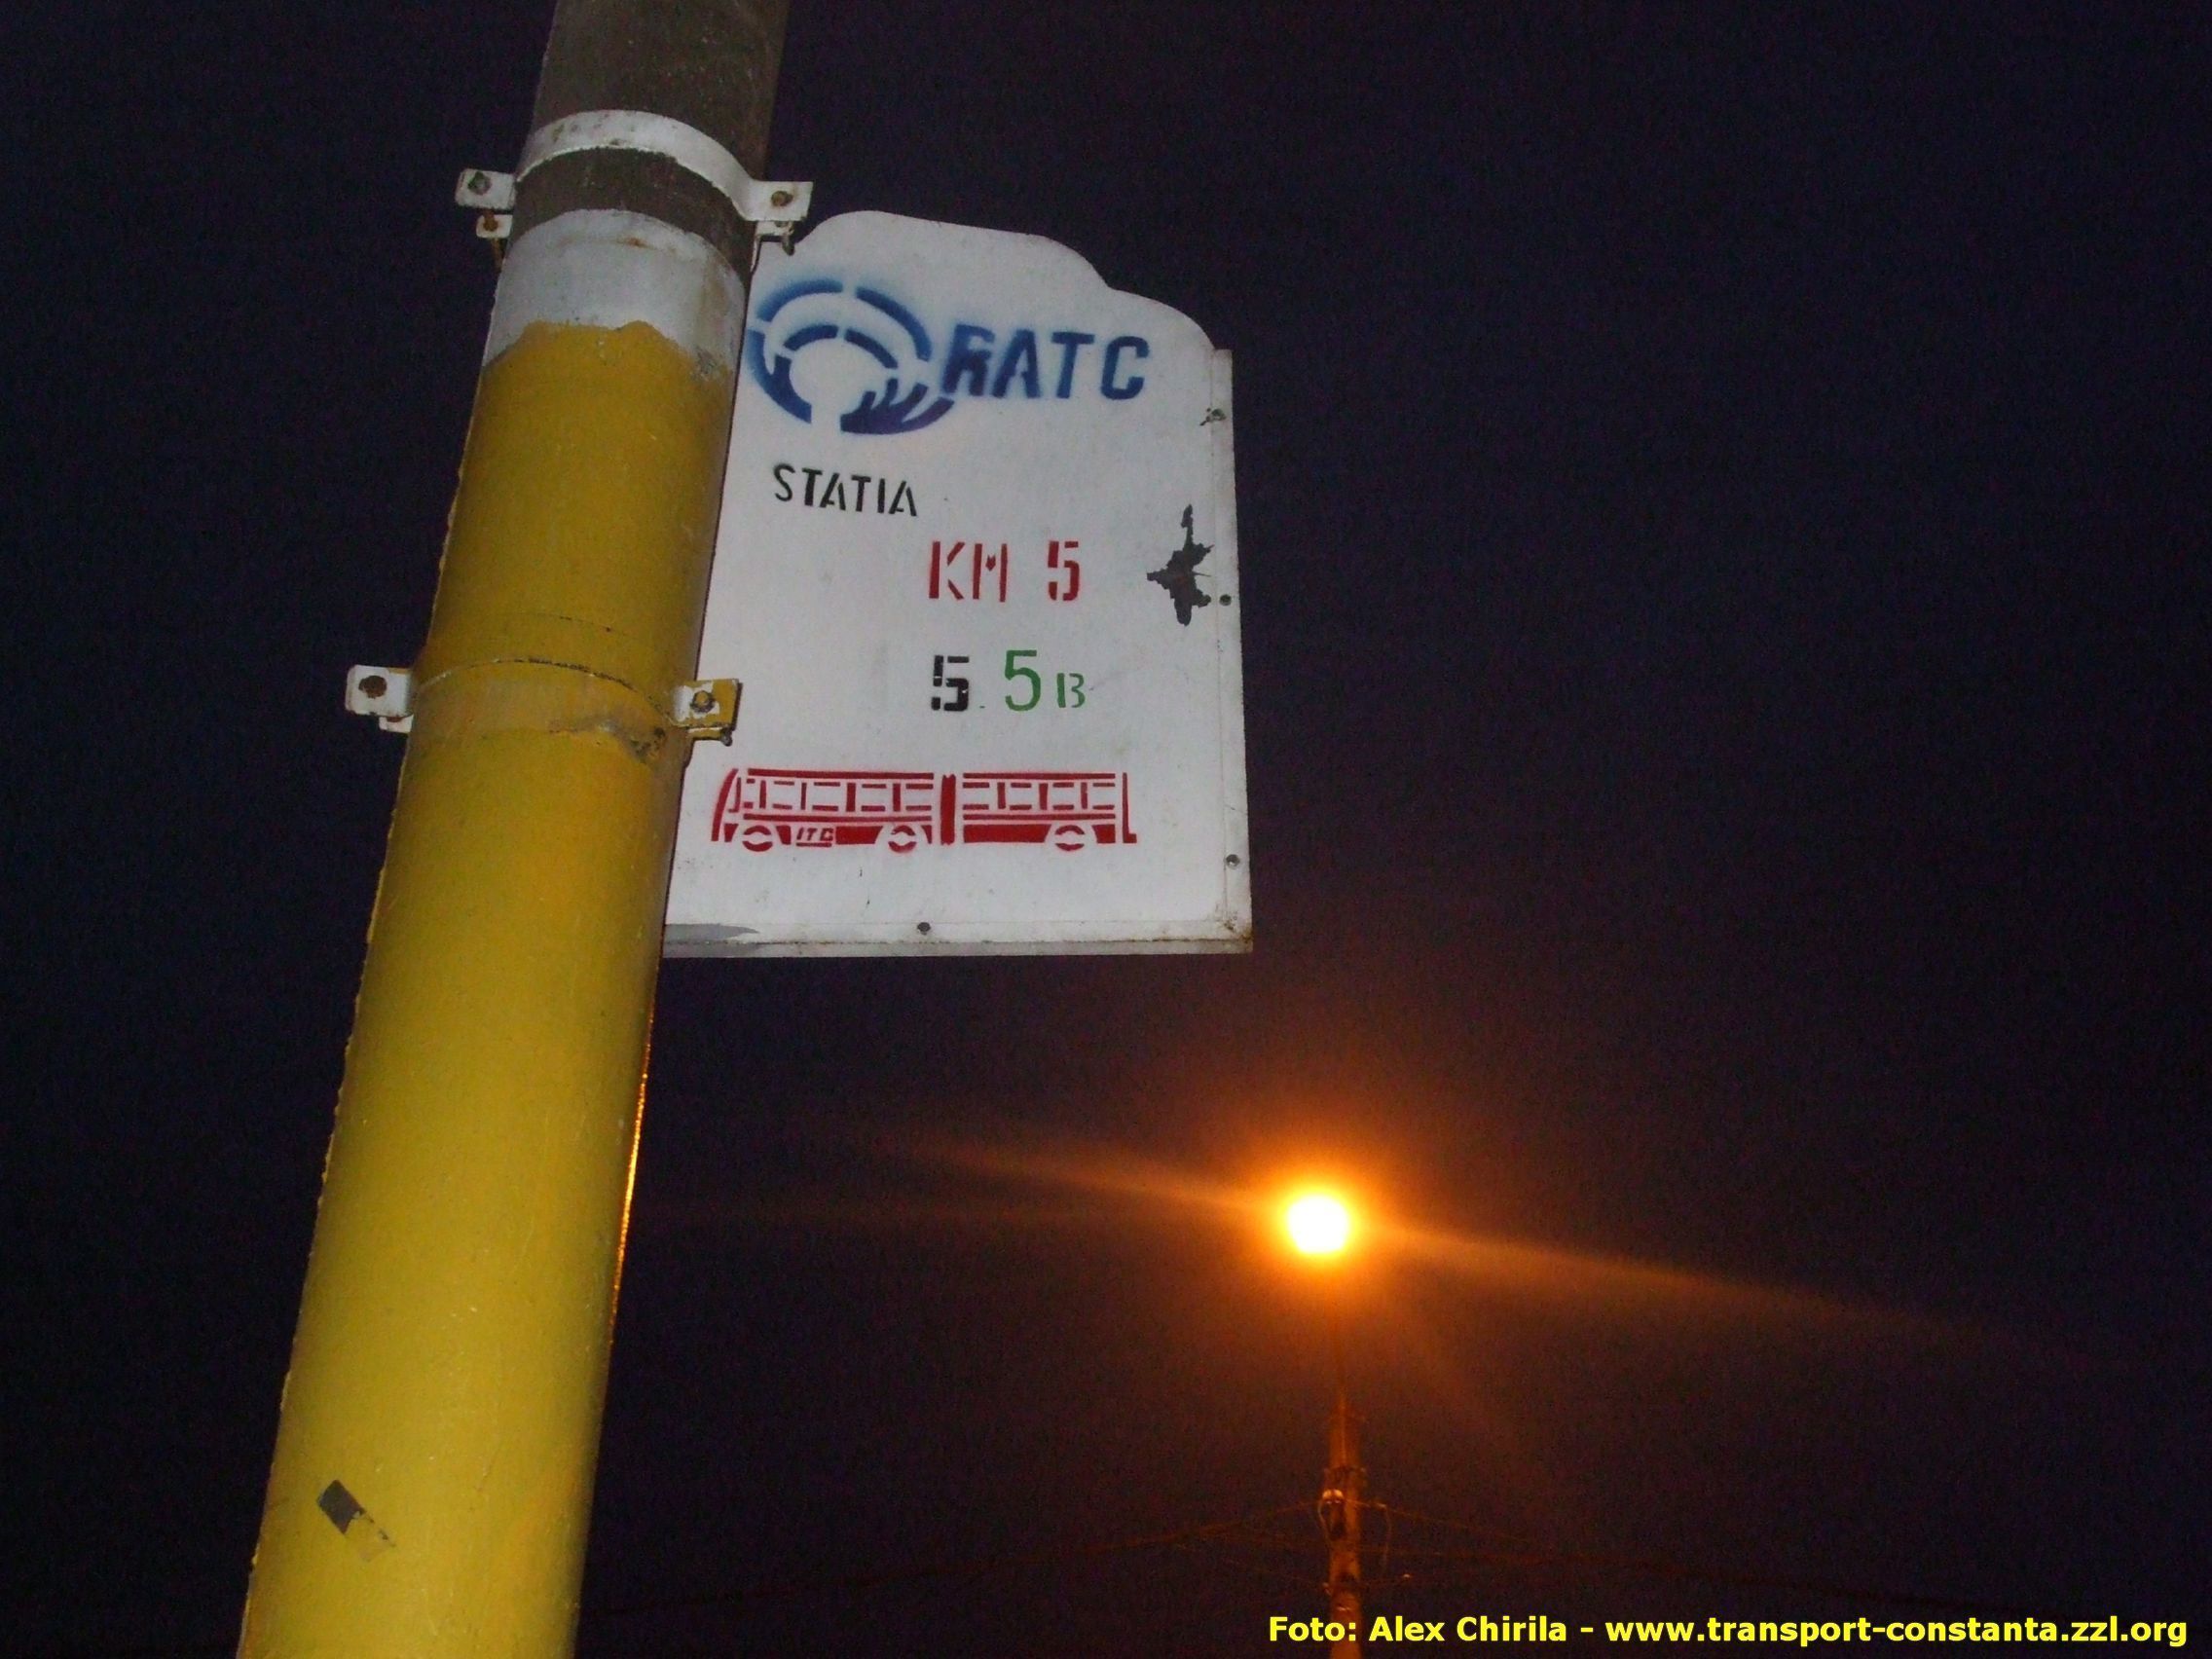 RATC
STATIA
KM 5
5. 5B
ITC
Foto: Alex Chirila - www.transport-constanta.zzl.org